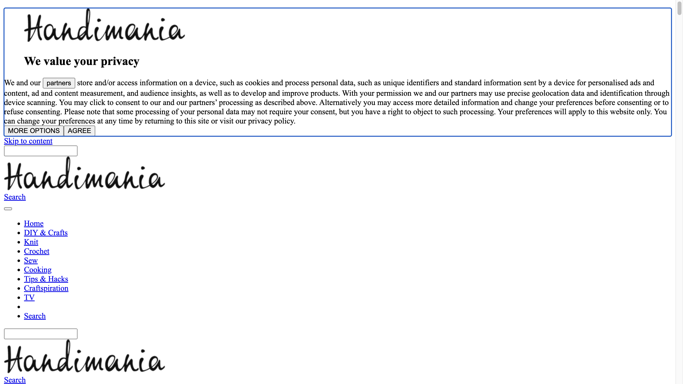 Handimania
We value your privacy
We and our partners store and/or access information on a device, such as cookies and process personal data, such as unique identifiers and standard information sent by a device for personalised ads and
content, ad and content measurement, and audience insights, as well as to develop and improve products. With your permission we and our partners may use precise geolocation data and identification through
device scanning. You may click to consent to our and our partners’ processing as described above. Alternatively you may access more detailed information and change your preferences before consenting or to
refuse consenting. Please note that some processing of your personal data may not require your consent, but you have a right to object to such processing. Your preferences will apply to this website only. You
can change your preferences at any time by returning to this site or visit our privacy policy.
MORE OPTIONS AGREE
Skip to content
Handimania
Search
Home
DIY & Crafts
Knit
Crochet
Sew
Cooking
Tips & Hacks
Craftspiration
TV
Search
Handimania
Search